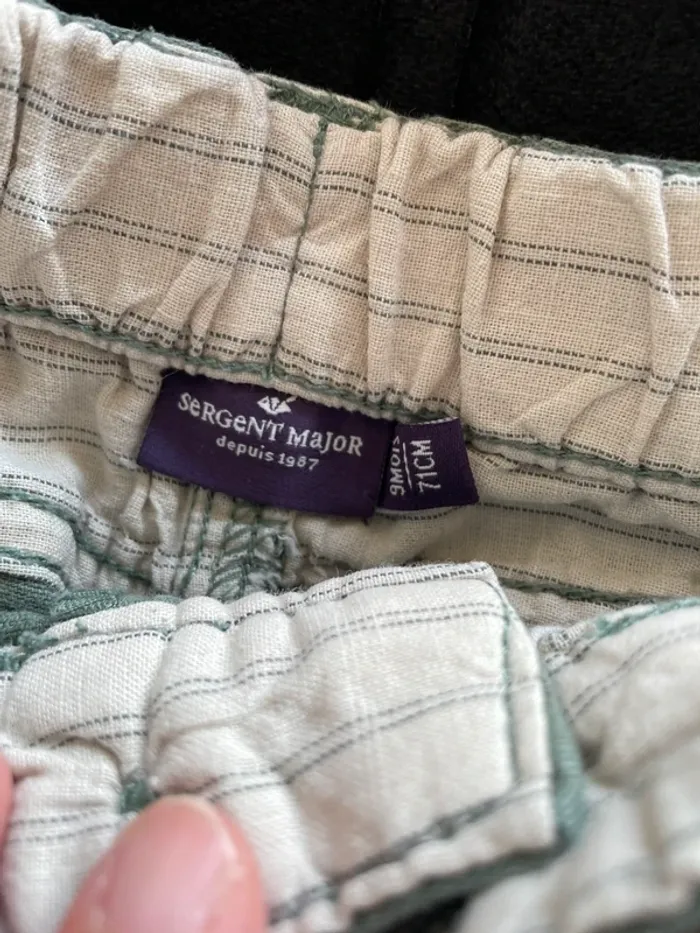 SeRGeNT MaJOR
depuis 1987
9MOIS
71CM